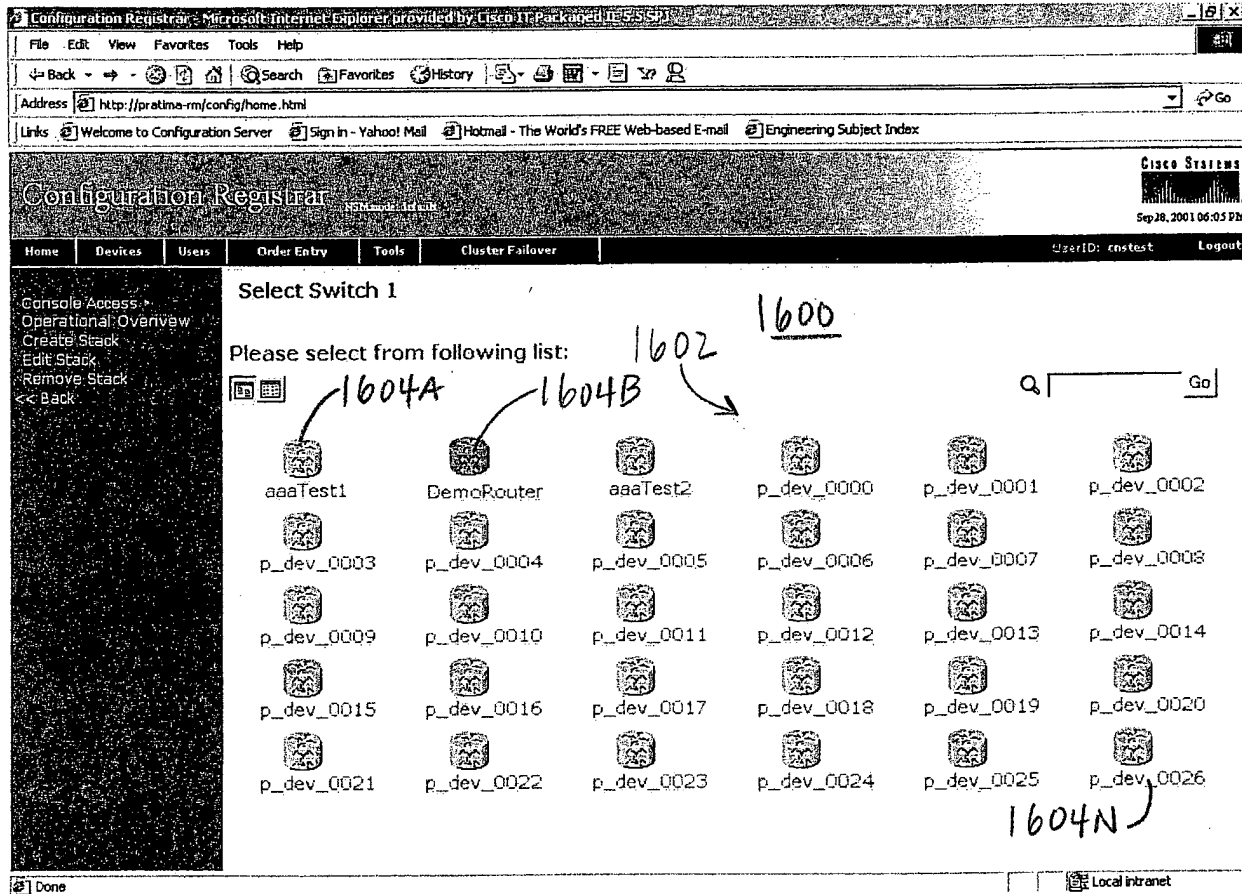 Configuration Registrar - Microsoft Internet Explorer provided by Cisco IT Packaged IE 5.5 SP1
File Edit View Favorites Tools Help
Back Search Favorites History
Address http://pratima-rm/config/home.html Go
Links Welcome to Configuration Server Sign in - Yahoo! Mail Hotmail - The World's FREE Web-based E-mail Engineering Subject Index
CISCO SYSTEMS
Configuration Registrar
Sep 28, 2001 06:05 PM
Home Devices Users Order Entry Tools Cluster Failover UserID: cnstest Logout
Console Access
Operational Overivew
Create Stack
Edit Stack
Remove Stack
<< Back
Select Switch 1
1600
Please select from following list:
1602
1604A 1604B
Go
aaaTest1 DemoRouter aaaTest2 p_dev_0000 p_dev_0001 p_dev_0002
p_dev_0003 p_dev_0004 p_dev_0005 p_dev_0006 p_dev_0007 p_dev_0008
p_dev_0009 p_dev_0010 p_dev_0011 p_dev_0012 p_dev_0013 p_dev_0014
p_dev_0015 p_dev_0016 p_dev_0017 p_dev_0018 p_dev_0019 p_dev_0020
p_dev_0021 p_dev_0022 p_dev_0023 p_dev_0024 p_dev_0025 p_dev_0026
1604N
Done Local intranet